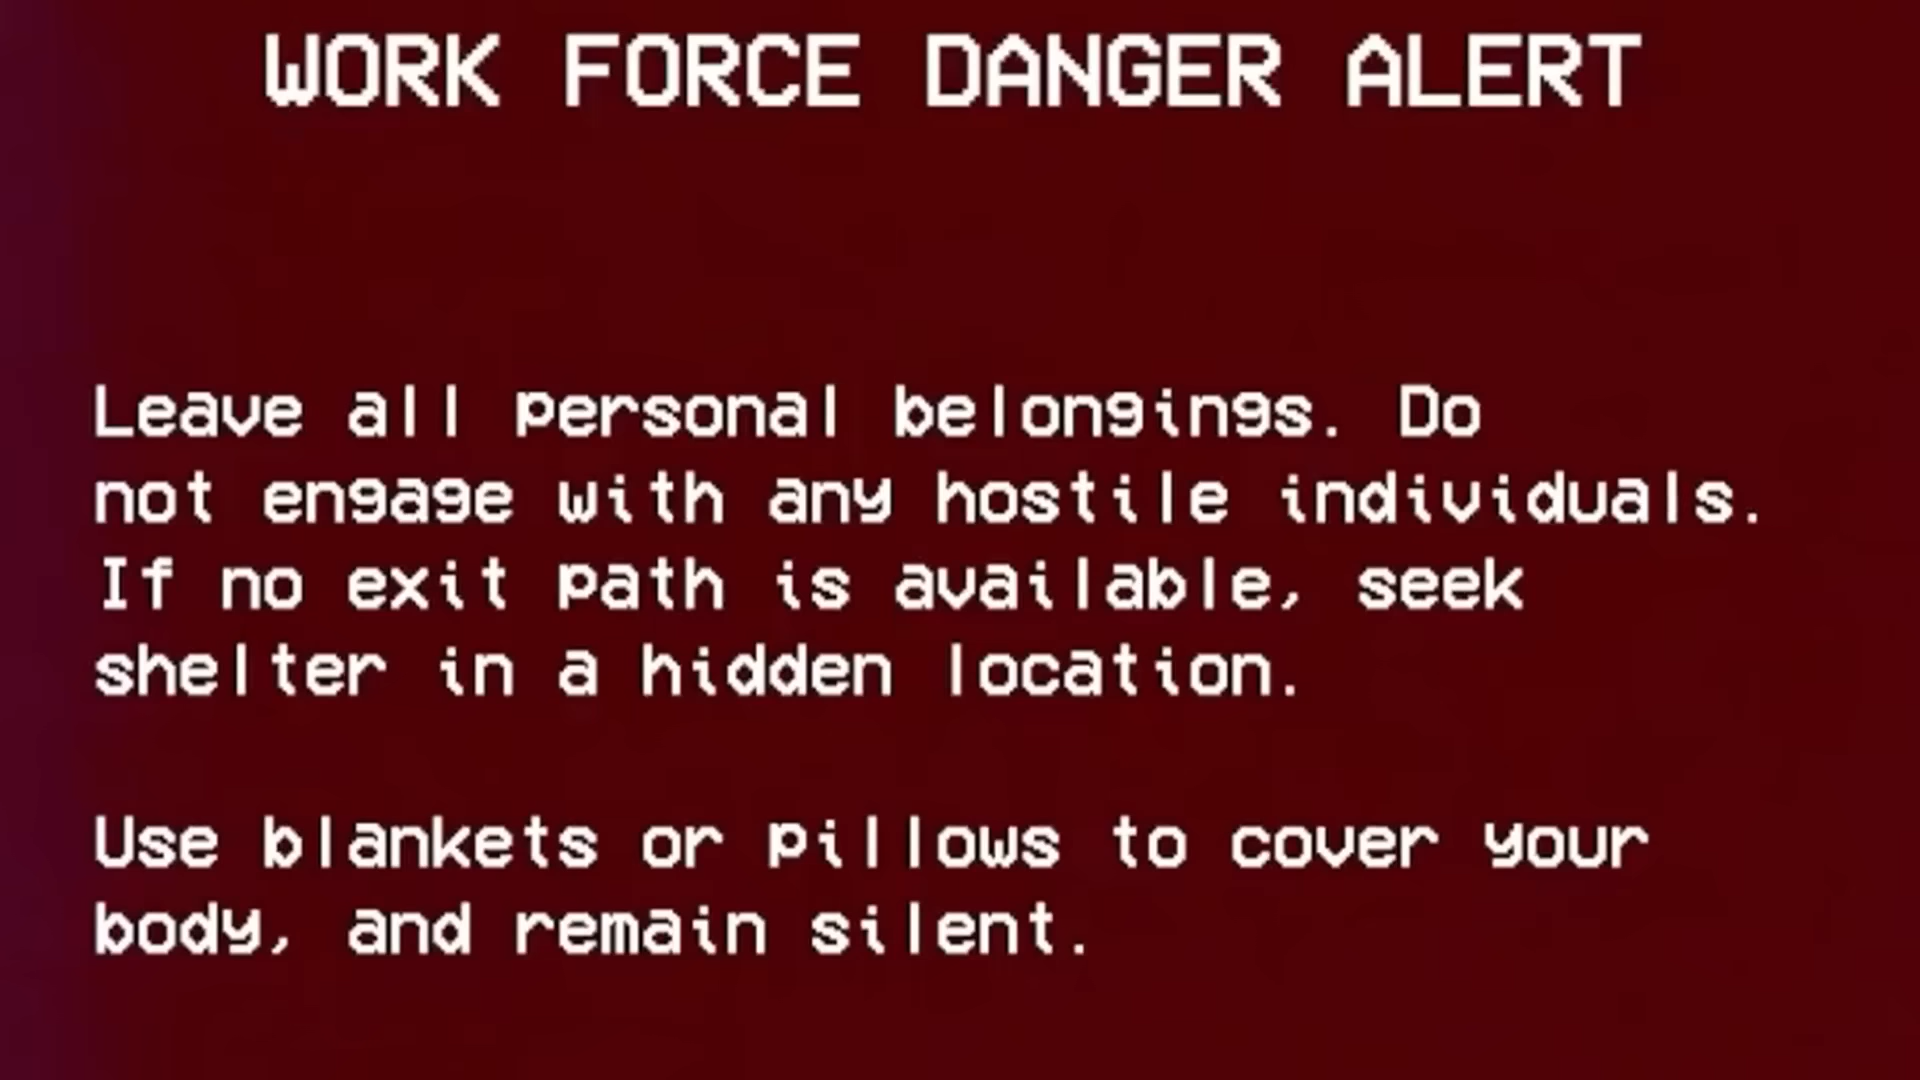 WORK FORCE DANGER ALERT
Leave all personal belongings. Do
not engage with any hostile individuals.
If no exit path is available, seek
shelter in a hidden location.
Use blankets or pillows to cover your
body, and remain silent.